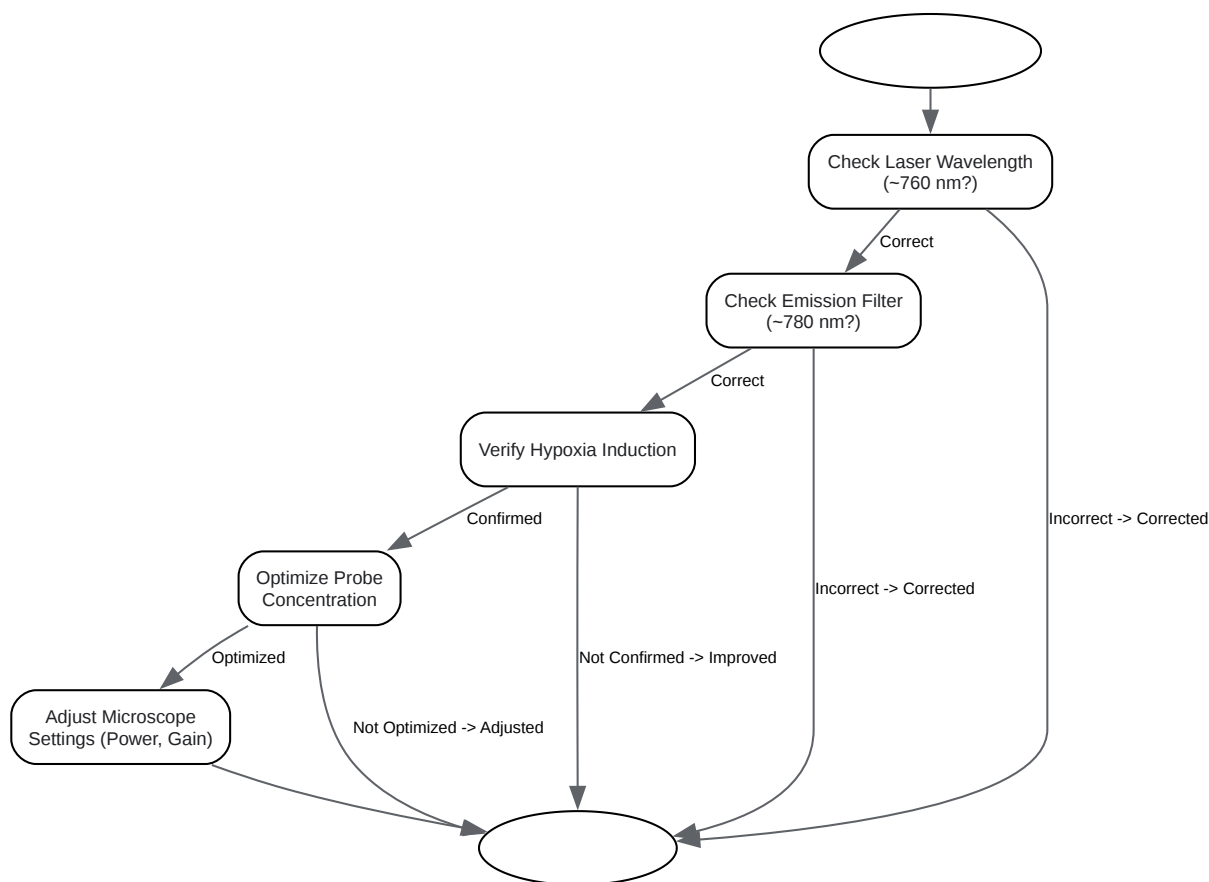 Check Laser Wavelength
(~760 nm?)
Correct
Check Emission Filter
(~780 nm?)
Correct
Verify Hypoxia Induction
Confirmed
Incorrect -> Corrected
Optimize Probe
Concentration
Incorrect -> Corrected
Optimized
Not Confirmed -> Improved
Adjust Microscope
Settings (Power, Gain)
Not Optimized -> Adjusted